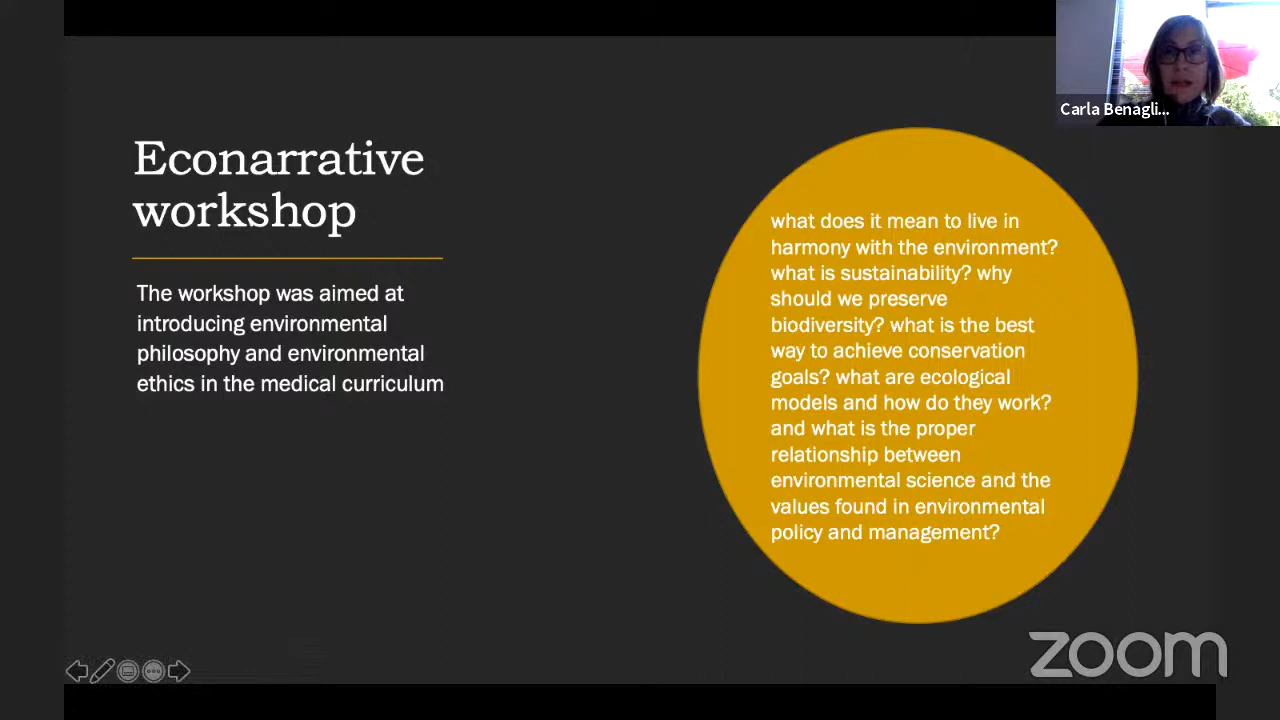 Econarrative
workshop
The workshop was aimed at
introducing environmental
philosophy and environmental
ethics in the medical curriculum
what does it mean to live in
harmony with the environment?
what is sustainability? why
should we preserve
biodiversity? what is the best
way to achieve conservation
goals? what are ecological
models and how do they work?
and what is the proper
relationship between
environmental science and the
values found in environmental
policy and management?
Carla Benagli...
zoom